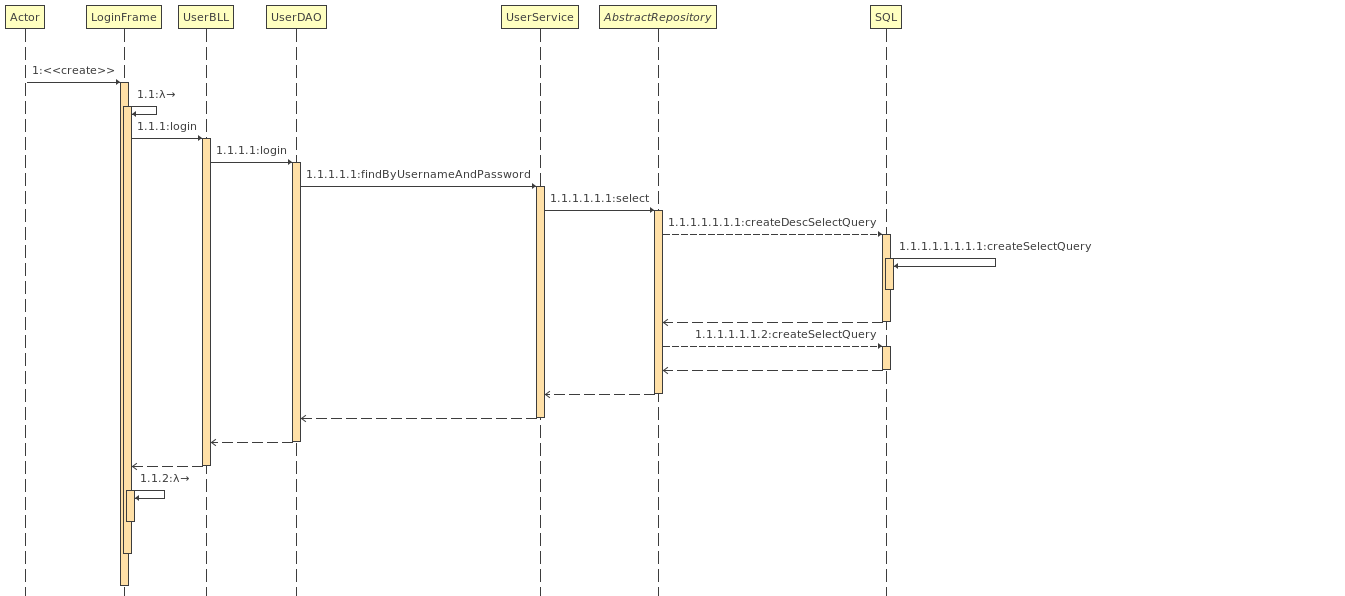 Actor
LoginFrame
UserBLL
UserDAO
UserService
AbstractRepository
SQL
1:<<create>>
1.1:λ→
1.1.1:login
1.1.1.1:login
1.1.1.1.1:findByUsernameAndPassword
1.1.1.1.1.1:select
1.1.1.1.1.1.1:createDescSelectQuery
1.1.1.1.1.1.1.1:createSelectQuery
1.1.1.1.1.1.2:createSelectQuery
1.1.2:λ→